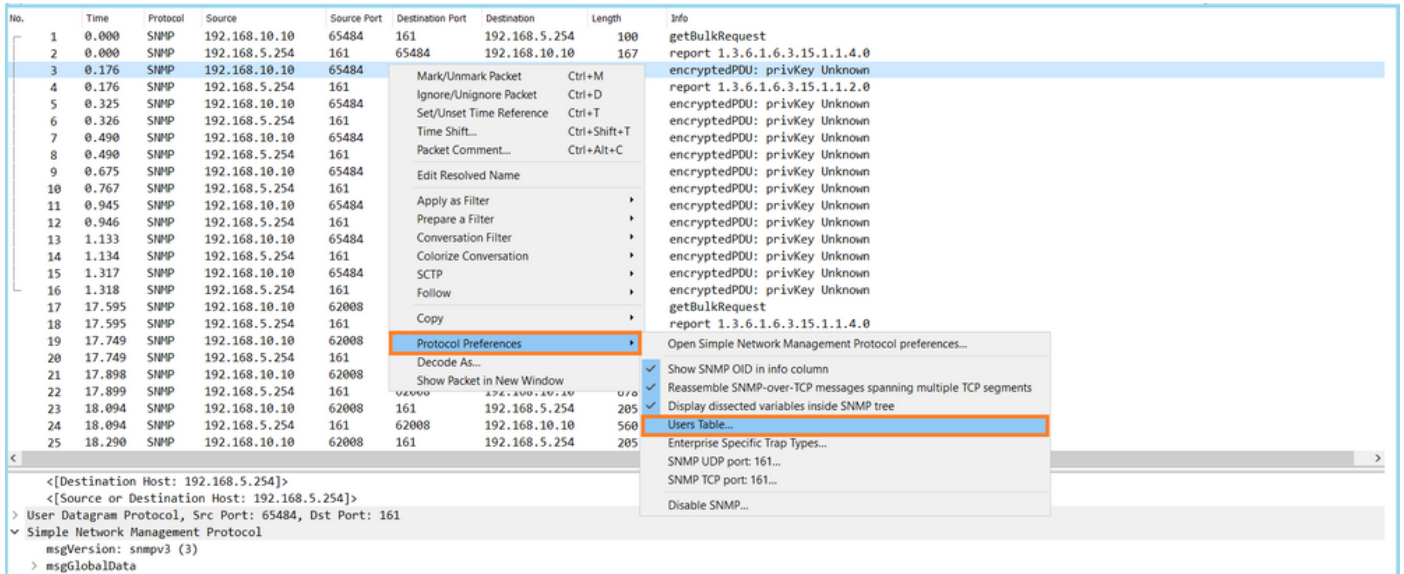 No. Time Protocol Source Source Port Destination Port Destination Length Info
1 0.000 SNMP 192.168.10.10 65484 161 192.168.5.254 100 getBulkRequest
2 0.000 SNMP 192.168.5.254 161 65484 192.168.10.10 167 report 1.3.6.1.6.3.15.1.1.4.0
3 0.176 SNMP 192.168.10.10 65484 encryptedPDU: privKey Unknown
Mark/Unmark Packet Ctrl+M
4 0.176 SNMP 192.168.5.254 161 report 1.3.6.1.6.3.15.1.1.2.0
Ignore/Unignore Packet Ctrl+D
5 0.325 SNMP 192.168.10.10 65484 encryptedPDU: privKey Unknown
Set/Unset Time Reference Ctrl+T
6 0.326 SNMP 192.168.5.254 161 encryptedPDU: privKey Unknown
Time Shift... Ctrl+Shift+T
7 0.490 SNMP 192.168.10.10 65484 encryptedPDU: privKey Unknown
Packet Comment... Ctrl+Alt+C
8 0.490 SNMP 192.168.5.254 161 encryptedPDU: privKey Unknown
9 0.675 SNMP 192.168.10.10 65484 encryptedPDU: privKey Unknown
Edit Resolved Name
10 0.767 SNMP 192.168.5.254 161 encryptedPDU: privKey Unknown
Apply as Filter
11 0.945 SNMP 192.168.10.10 65484 encryptedPDU: privKey Unknown
Prepare a Filter
12 0.946 SNMP 192.168.5.254 161 encryptedPDU: privKey Unknown
Conversation Filter
13 1.133 SNMP 192.168.10.10 65484 encryptedPDU: privKey Unknown
Colorize Conversation
14 1.134 SNMP 192.168.5.254 161 encryptedPDU: privKey Unknown
SCTP
15 1.317 SNMP 192.168.10.10 65484 encryptedPDU: privKey Unknown
Follow
16 1.318 SNMP 192.168.5.254 161 encryptedPDU: privKey Unknown
17 17.595 SNMP 192.168.10.10 62008 getBulkRequest
Copy
18 17.595 SNMP 192.168.5.254 161 report 1.3.6.1.6.3.15.1.1.4.0
19 17.749 SNMP 192.168.10.10 62008
Protocol Preferences
Open Simple Network Management Protocol preferences...
20 17.749 SNMP 192.168.5.254 161
Decode As...
Show SNMP OID in info column
21 17.898 SNMP 192.168.10.10 62008
Show Packet in New Window
Reassemble SNMP-over-TCP messages spanning multiple TCP segments
22 17.899 SNMP 192.168.5.254 161 62008 192.168.10.10 678
Display dissected variables inside SNMP tree
23 18.094 SNMP 192.168.10.10 62008 161 192.168.5.254 205
Users Table...
24 18.094 SNMP 192.168.5.254 161 62008 192.168.10.10 560
Enterprise Specific Trap Types...
25 18.290 SNMP 192.168.10.10 62008 161 192.168.5.254 205
SNMP UDP port: 161...
SNMP TCP port: 161...
Disable SNMP...
<[Destination Host: 192.168.5.254]>
<[Source or Destination Host: 192.168.5.254]>
User Datagram Protocol, Src Port: 65484, Dst Port: 161
Simple Network Management Protocol
msgVersion: snmpv3 (3)
msgGlobalData